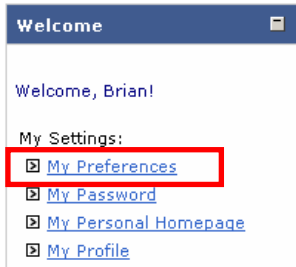 Welcome
Welcome, Brian!
My Settings:
My Preferences
My Password
My Personal Homepage
My Profile